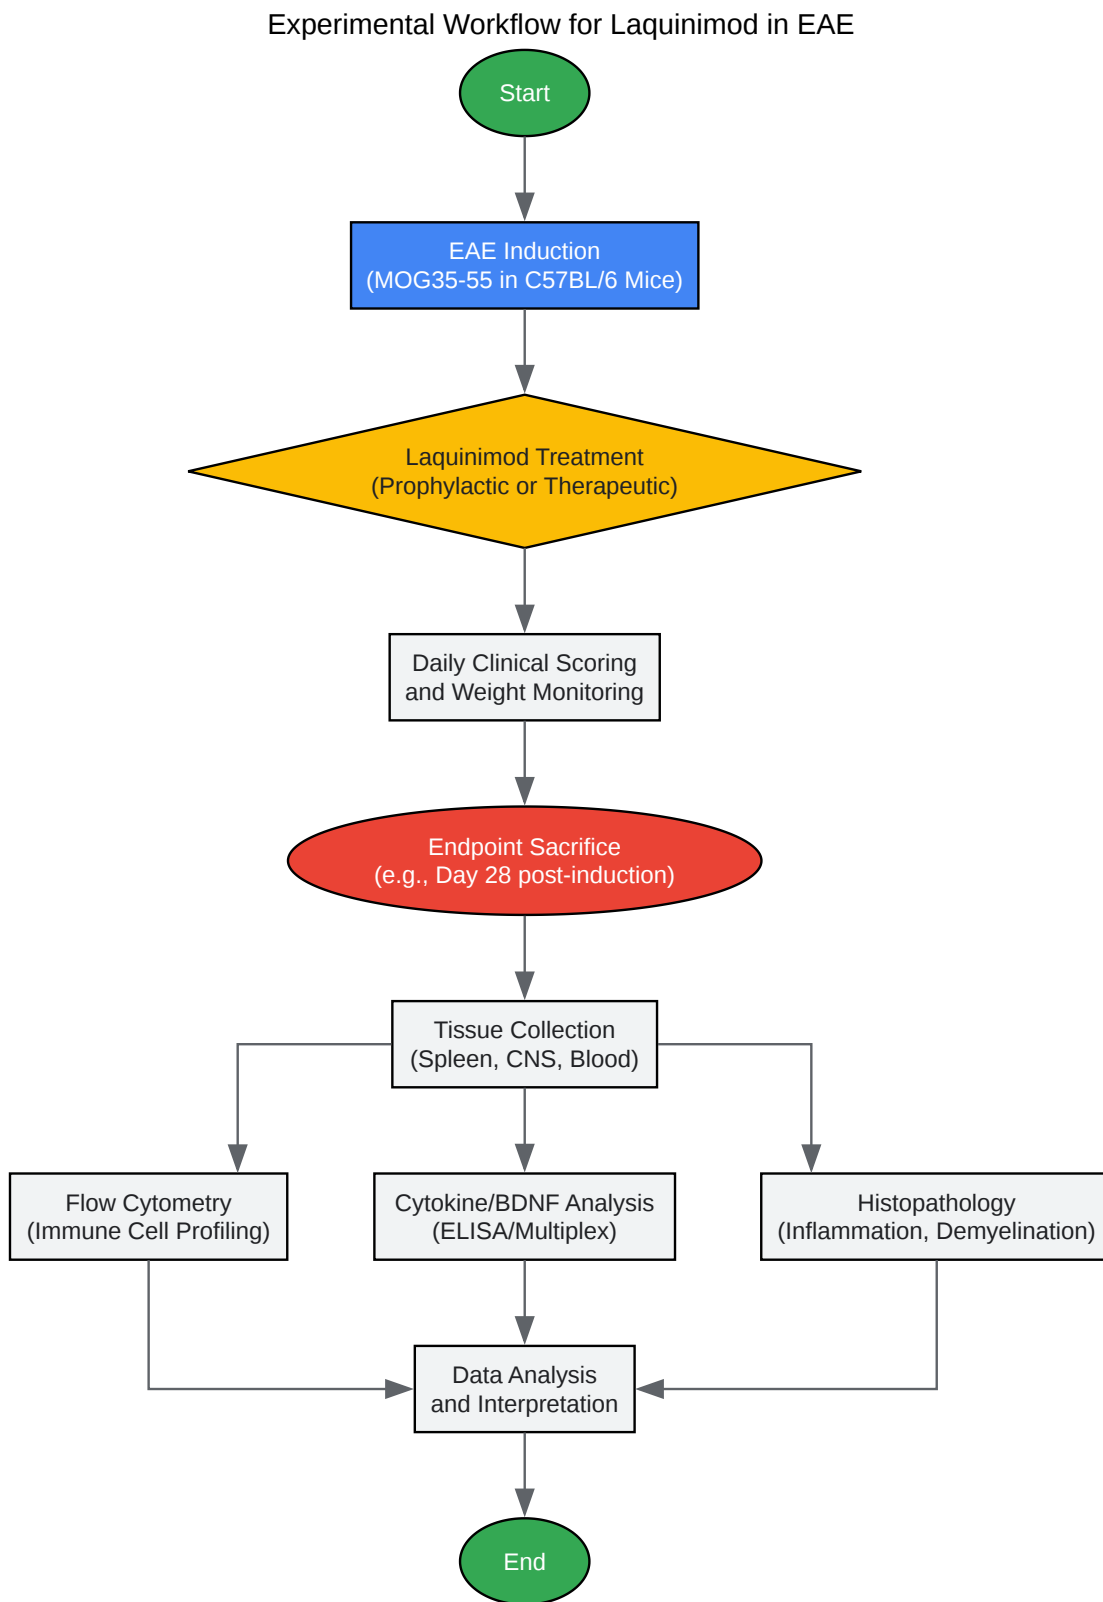 Experimental Workflow for Laquinimod in EAE
Start
EAE Induction
(MOG35-55 in C57BL/6 Mice)
Laquinimod Treatment
(Prophylactic or Therapeutic)
Daily Clinical Scoring
and Weight Monitoring
Endpoint Sacrifice
(e.g., Day 28 post-induction)
Tissue Collection
(Spleen, CNS, Blood)
Flow Cytometry
(Immune Cell Profiling)
Cytokine/BDNF Analysis
(ELISA/Multiplex)
Histopathology
(Inflammation, Demyelination)
Data Analysis
and Interpretation
End